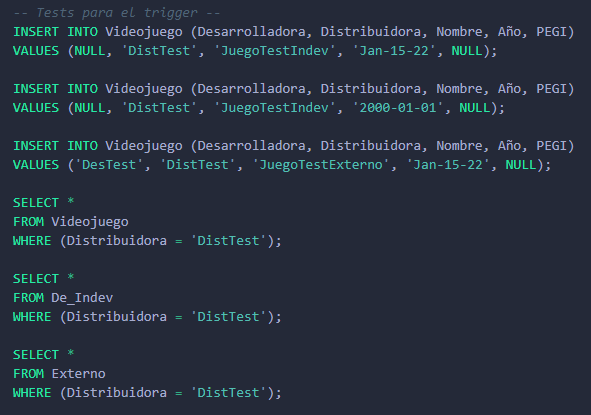 -- Tests para el trigger --
INSERT INTO Videojuego (Desarrolladora, Distribuidora, Nombre, Año, PEGI)
VALUES (NULL, 'DistTest', 'JuegoTestIndev', 'Jan-15-22', NULL);
INSERT INTO Videojuego (Desarrolladora, Distribuidora, Nombre, Año, PEGI)
VALUES (NULL, 'DistTest', 'JuegoTestIndev', '2000-01-01', NULL);
INSERT INTO Videojuego (Desarrolladora, Distribuidora, Nombre, Año, PEGI)
VALUES ('DesTest', 'DistTest', 'JuegoTestExterno', 'Jan-15-22', NULL);
SELECT *
FROM Videojuego
WHERE (Distribuidora = 'DistTest');
SELECT *
FROM De_Indev
WHERE (Distribuidora = 'DistTest');
SELECT *
FROM Externo
WHERE (Distribuidora = 'DistTest');